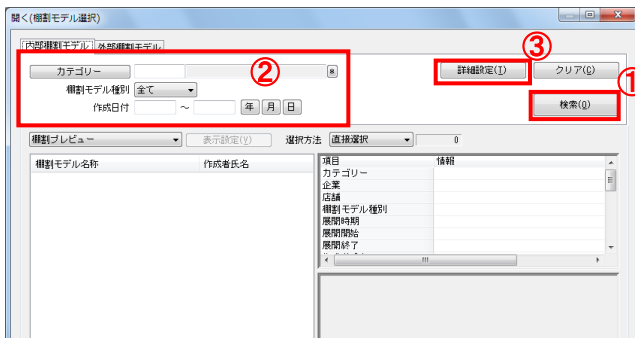 開く(棚割モデル選択)
内部棚割モデル 外部棚割モデル
③
カテゴリー ② 詳細設定(I) クリア(C) ①
棚割モデル種別 全て
作成日付 ～ 年 月 日 検索(Q)
棚割プレビュー 表示設定(V) 選択方法 直接選択 0
棚割モデル名称 作成者氏名 項目 情報
カテゴリー
企業
店舗
棚割モデル種別
展開時期
展開開始
展開終了